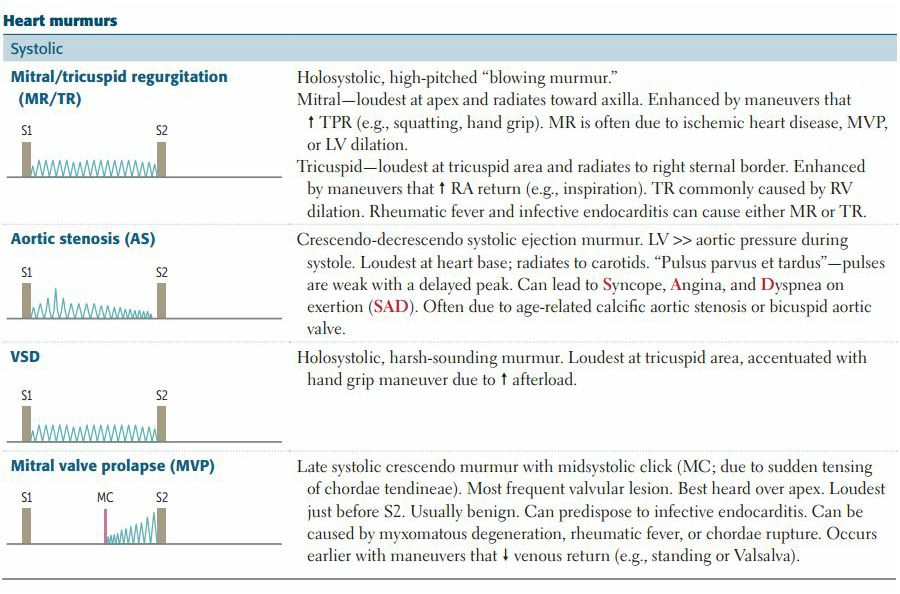 Heart murmurs
Systolic
Mitral/tricuspid regurgitation
(MR/TR)
S1 S2
Holosystolic, high-pitched “blowing murmur.”
Mitral—loudest at apex and radiates toward axilla. Enhanced by maneuvers that
↑ TPR (e.g., squatting, hand grip). MR is often due to ischemic heart disease, MVP,
or LV dilation.
Tricuspid—loudest at tricuspid area and radiates to right sternal border. Enhanced
by maneuvers that ↑ RA return (e.g., inspiration). TR commonly caused by RV
dilation. Rheumatic fever and infective endocarditis can cause either MR or TR.
Aortic stenosis (AS)
S1 S2
Crescendo-decrescendo systolic ejection murmur. LV >> aortic pressure during
systole. Loudest at heart base; radiates to carotids. “Pulsus parvus et tardus”—pulses
are weak with a delayed peak. Can lead to Syncope, Angina, and Dyspnea on
exertion (SAD). Often due to age-related calcific aortic stenosis or bicuspid aortic
valve.
VSD
S1 S2
Holosystolic, harsh-sounding murmur. Loudest at tricuspid area, accentuated with
hand grip maneuver due to ↑ afterload.
Mitral valve prolapse (MVP)
S1 MC S2
Late systolic crescendo murmur with midsystolic click (MC; due to sudden tensing
of chordae tendineae). Most frequent valvular lesion. Best heard over apex. Loudest
just before S2. Usually benign. Can predispose to infective endocarditis. Can be
caused by myxomatous degeneration, rheumatic fever, or chordae rupture. Occurs
earlier with maneuvers that ↓ venous return (e.g., standing or Valsalva).